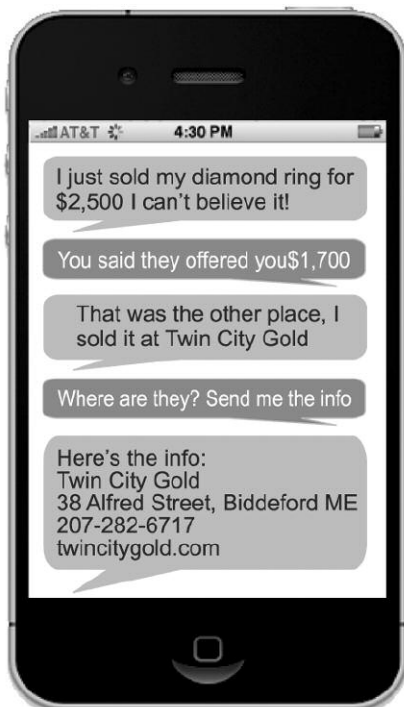 AT&T 4:30 PM
I just sold my diamond ring for
$2,500 I can't believe it!
You said they offered you$1,700
That was the other place, I
sold it at Twin City Gold
Where are they? Send me the info
Here's the info:
Twin City Gold
38 Alfred Street, Biddeford ME
207-282-6717
twincitygold.com